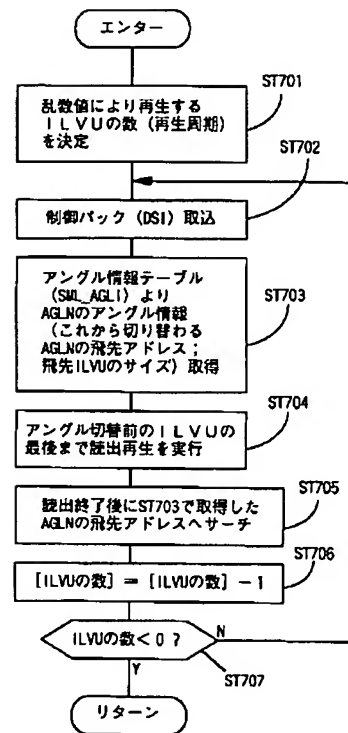 エンター
ST701
乱数値により再生する
ILVUの数（再生周期）
を決定
ST702
制御パック（DSI）取込
アングル情報テーブル
（SML_AGLI）より
AGLNのアングル情報
（これから切り替わる
AGLNの飛先アドレス；
飛先ILVUのサイズ）取得
ST703
ST704
アングル切替前のILVUの
最後まで読出再生を実行
ST705
読出終了後にST703で取得した
AGLNの飛先アドレスへサーチ
ST706
[ILVUの数] ＝ [ILVUの数] －1
ILVUの数＜0？
N
Y
ST707
リターン